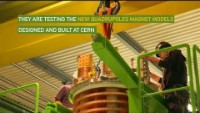 THEY ARE TESTING THE NEW QUADRUPOLES MAGNET MODELS
DESIGNED AND BUILT AT CERN